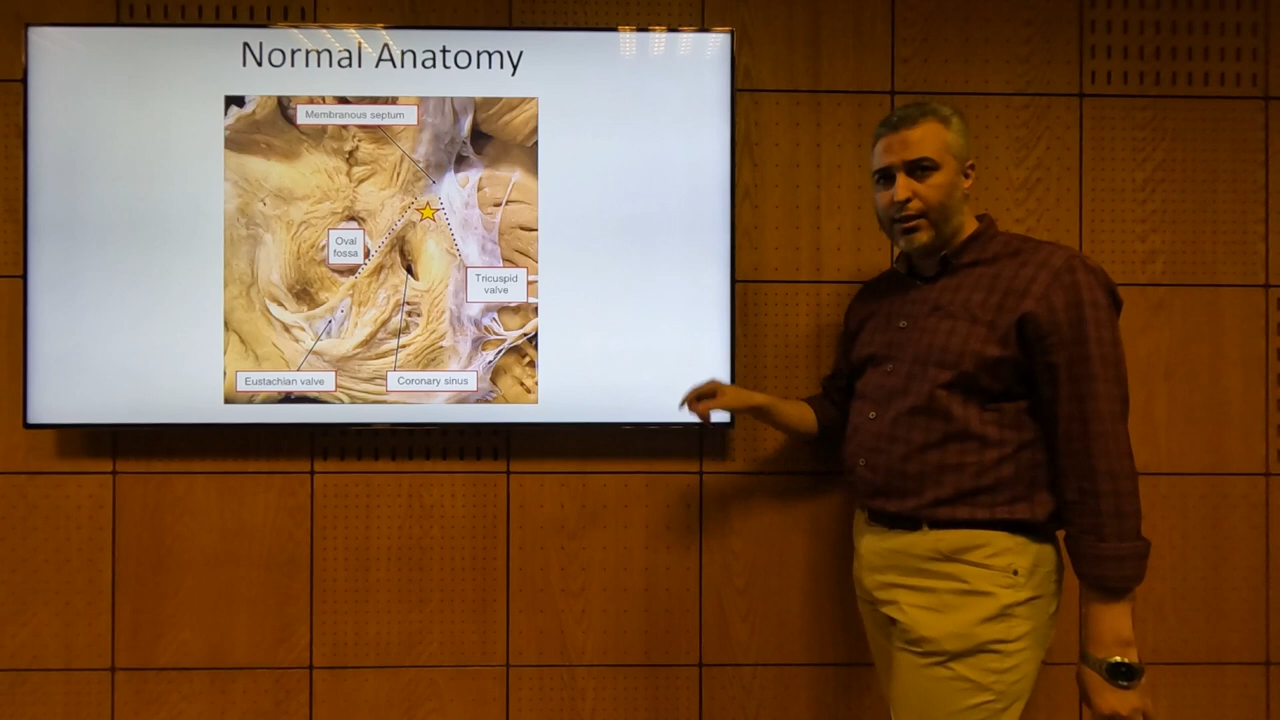 Normal Anatomy
Membranous septum
Oval
fossa
Tricuspid
valve
Eustachian valve
Coronary sinus